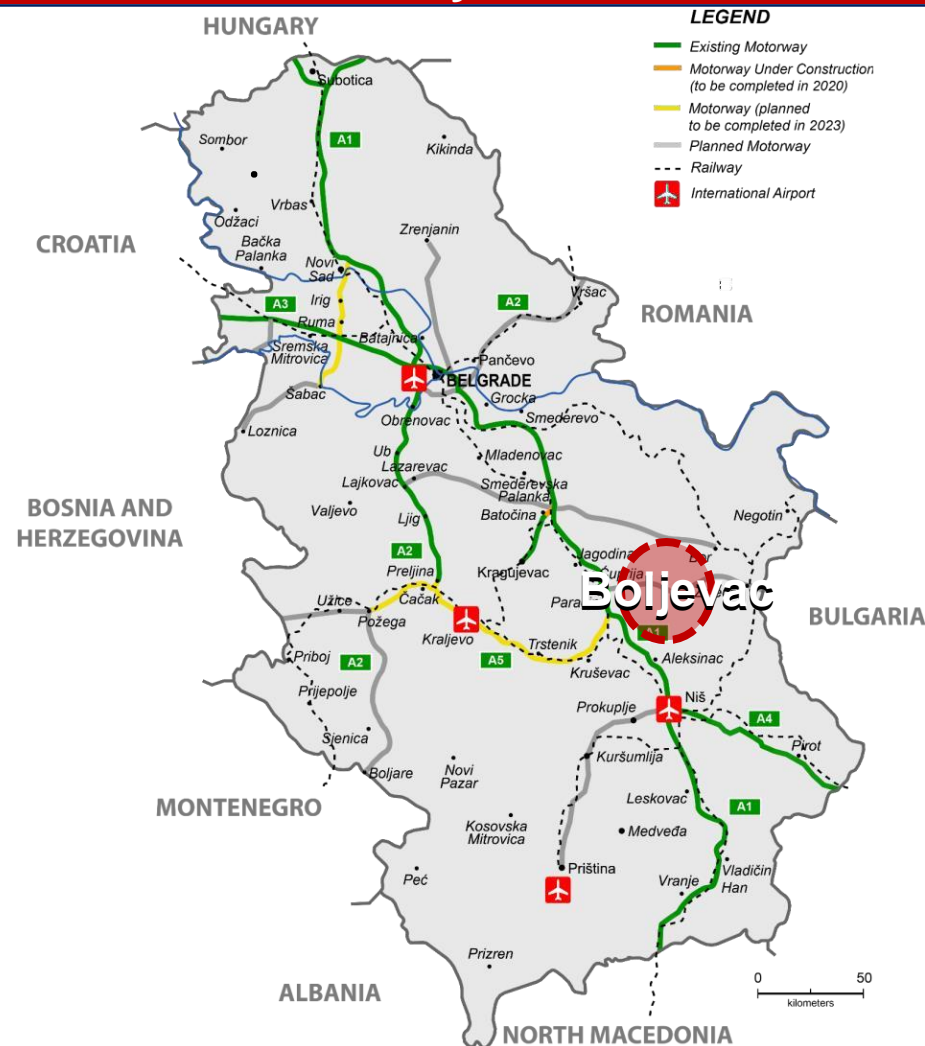 HUNGARY
LEGEND
Existing Motorway
Motorway Under Construction
(to be completed in 2020)
Motorway (planned
to be completed in 2023)
Planned Motorway
Railway
International Airport
Subotica
Sombor
A1
Kikinda
Vrbas
Odžaci
Zrenjanin
CROATIA
Bačka
Palanka
Novi
Sad
Vršac
ROMANIA
A3
Irig
A2
Ruma
Batajnica
Sremska
Mitrovica
Pančevo
BELGRADE
Šabac
Grocka
Obrenovac
Smederevo
Loznica
Ub
Mladenovac
Lazarevac
Lajkovac
Smederevska
Palanka
BOSNIA AND
HERZEGOVINA
Valjevo
Ljig
Batočina
Negotin
A2
Jagodina
Bor
Preljina
Kragujevac
Ćuprija
Boljevac
Užice
Čačak
Požega
BULGARIA
Kraljevo
Trstenik
A1
Priboj
A2
A5
Aleksinac
Kruševac
Prijepolje
Niš
Prokuplje
A4
Sjenica
Pirot
Boljare
Novi
Pazar
Kuršumlija
MONTENEGRO
Leskovac
A1
Kosovska
Mitrovica
Medveđa
Peć
Priština
Vladičin
Han
Vranje
Prizren
ALBANIA
0 50
kilometers
NORTH MACEDONIA